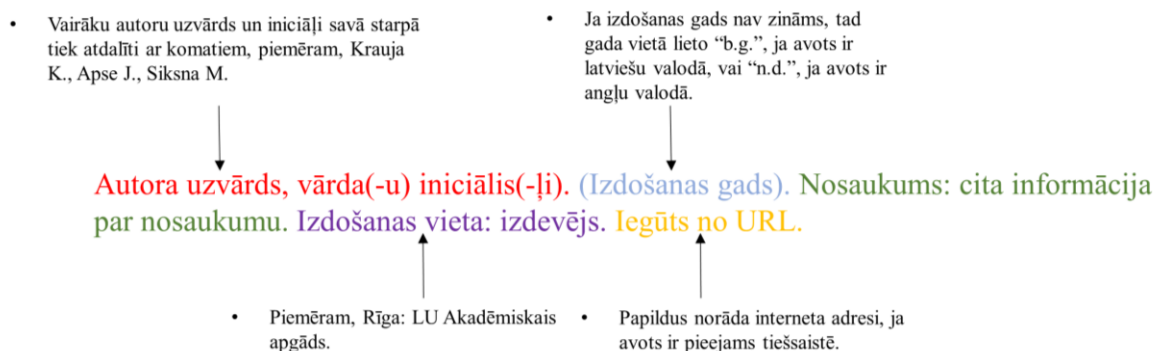 • Vairāku autoru uzvārds un iniciāļi savā starpā
tiek atdalīti ar komatiem, piemēram, Krauja
K., Apse J., Siksna M.
• Ja izdošanas gads nav zināms, tad
gada vietā lieto “b.g.”, ja avots ir
latviešu valodā, vai “n.d.”, ja avots ir
angļu valodā.
Autora uzvārds, vārda(-u) iniciālis(-ļi). (Izdošanas gads). Nosaukums: cita informācija
par nosaukumu. Izdošanas vieta: izdevējs. Iegūts no URL.
• Piemēram, Rīga: LU Akadēmiskais
apgāds.
• Papildus norāda interneta adresi, ja
avots ir pieejams tiešsaistē.